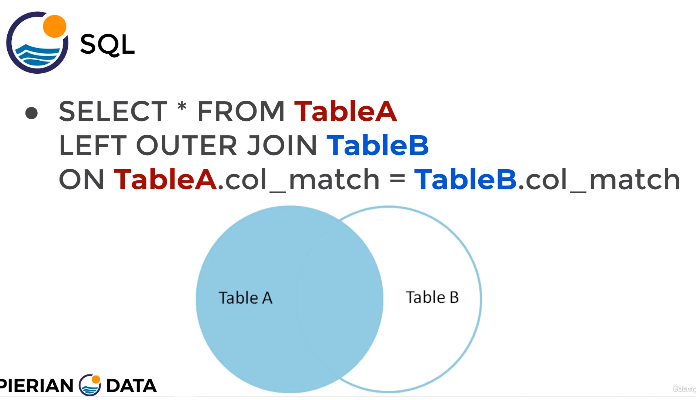 SQL
● SELECT * FROM TableA
LEFT OUTER JOIN TableB
ON TableA.col_match = TableB.col_match
Table A
Table B
PIERIAN DATA